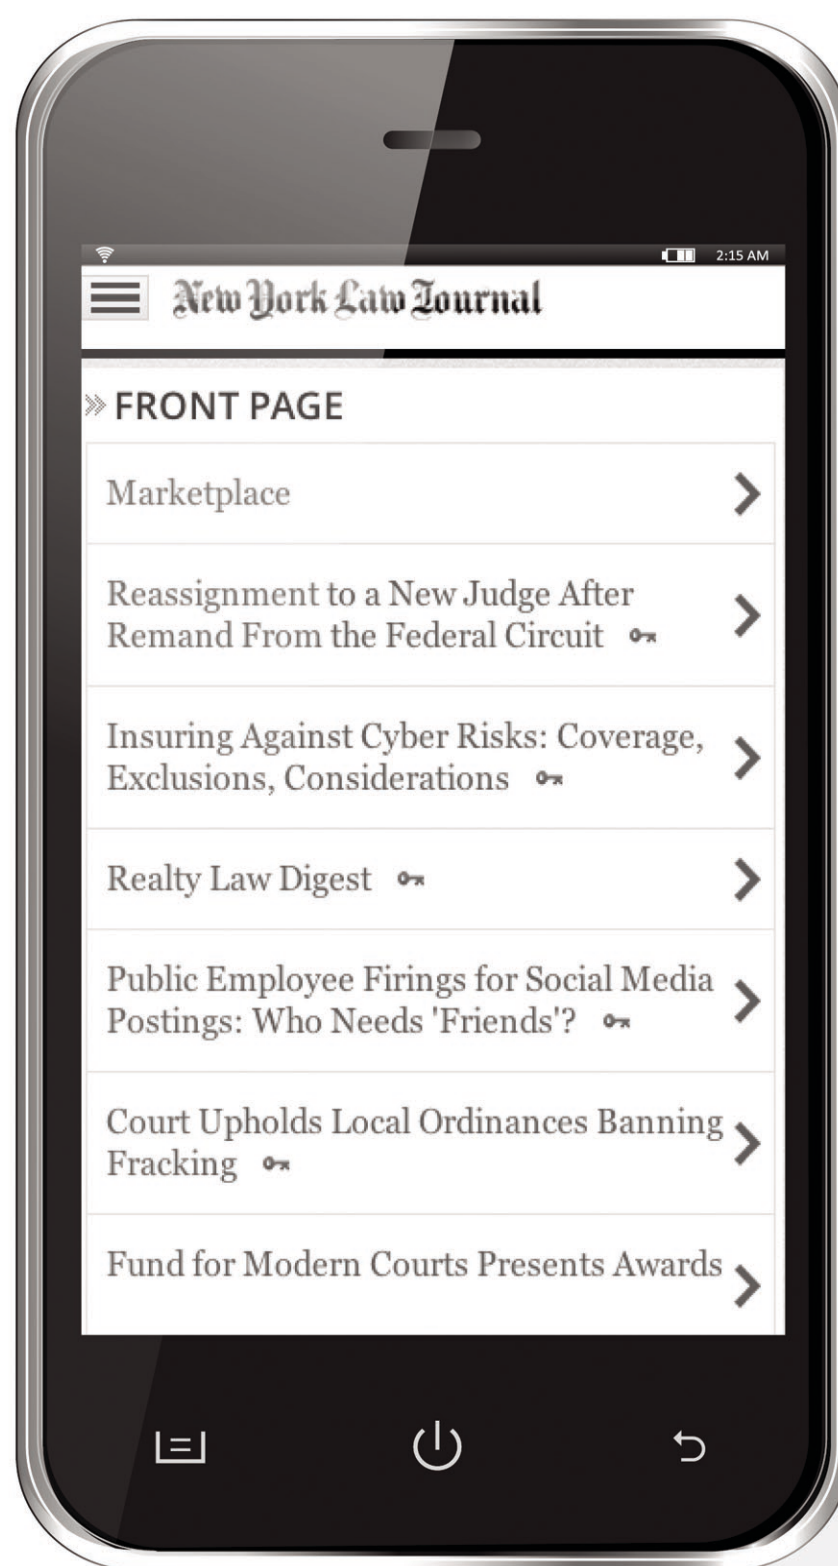 2:15 AM
New York Law Journal
FRONT PAGE
Marketplace
Reassignment to a New Judge After
Remand From the Federal Circuit
Insuring Against Cyber Risks: Coverage,
Exclusions, Considerations
Realty Law Digest
Public Employee Firings for Social Media
Postings: Who Needs 'Friends'?
Court Upholds Local Ordinances Banning
Fracking
Fund for Modern Courts Presents Awards